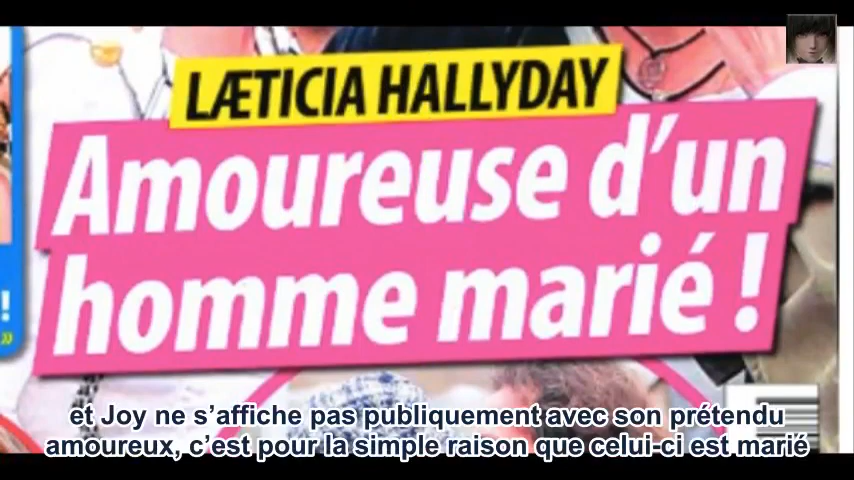 LÆTICIA HALLYDAY
Amoureuse d'un
homme marié !
!
»
et Joy ne s'affiche pas publiquement avec son prétendu
amoureux, c'est pour la simple raison que celui-ci est marié